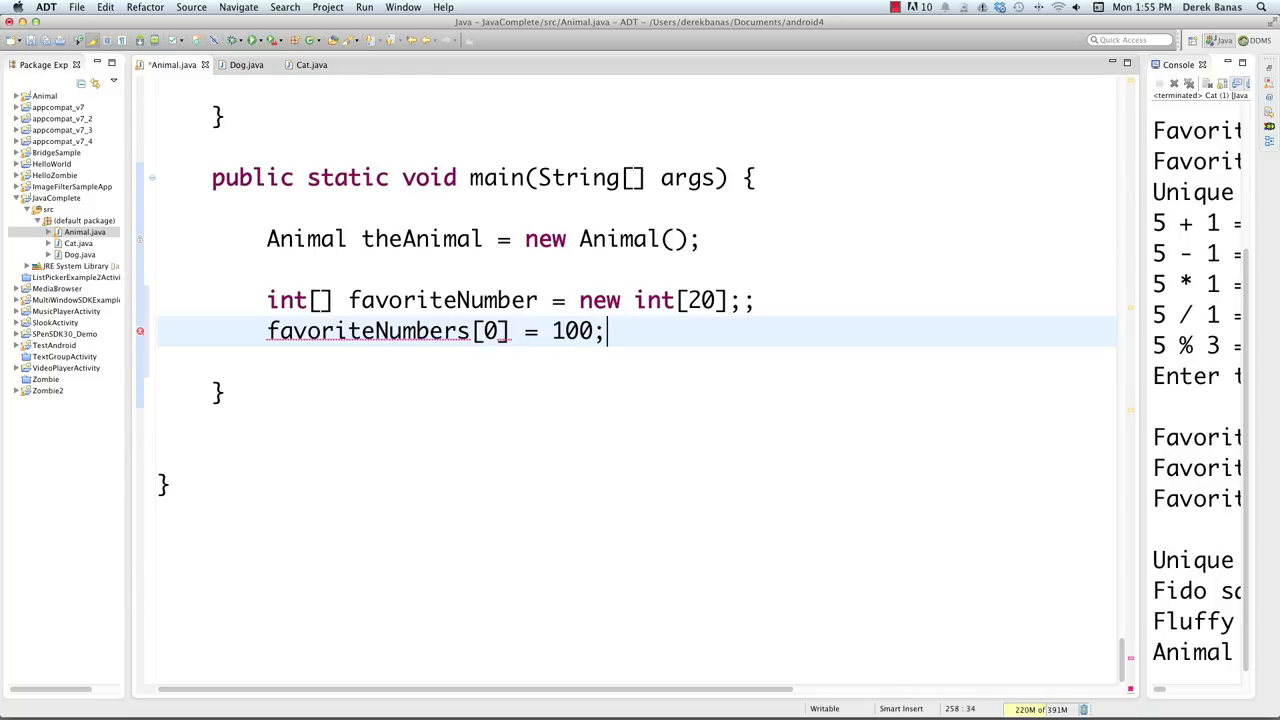 ADT File Edit Refactor Source Navigate Search Project Run Window Help 10 Mon 1:55 PM Derek Banas
Java - JavaComplete/src/Animal.java - ADT - /Users/derekbanas/Documents/android4
Quick Access Java DDMS
Package Exp *Animal.java Dog.java Cat.java Console
<terminated> Cat (1) [Java
Animal
appcompat_v7
appcompat_v7_2
appcompat_v7_3
appcompat_v7_4
BridgeSample
HelloWorld
HelloZombie
ImageFilterSampleApp
JavaComplete
src
(default package)
Animal.java
Cat.java
Dog.java
JRE System Library [Ja
ListPickerExample2Activi
MediaBrowser
MultiWindowSDKExample
MusicPlayerActivity
SlookActivity
SPenSDK30_Demo
TestAndroid
TextGroupActivity
VideoPlayerActivity
Zombie
Zombie2
}
public static void main(String[] args) {
Animal theAnimal = new Animal();
int[] favoriteNumber = new int[20];;
favoriteNumbers[0] = 100;
}
}
Favorit
Favorit
Unique
5 + 1 =
5 - 1 =
5 * 1 =
5 / 1 =
5 % 3 =
Enter t
Favorit
Favorit
Favorit
Unique
Fido sa
Fluffy
Animal
Writable Smart Insert 258 : 34 220M of 391M